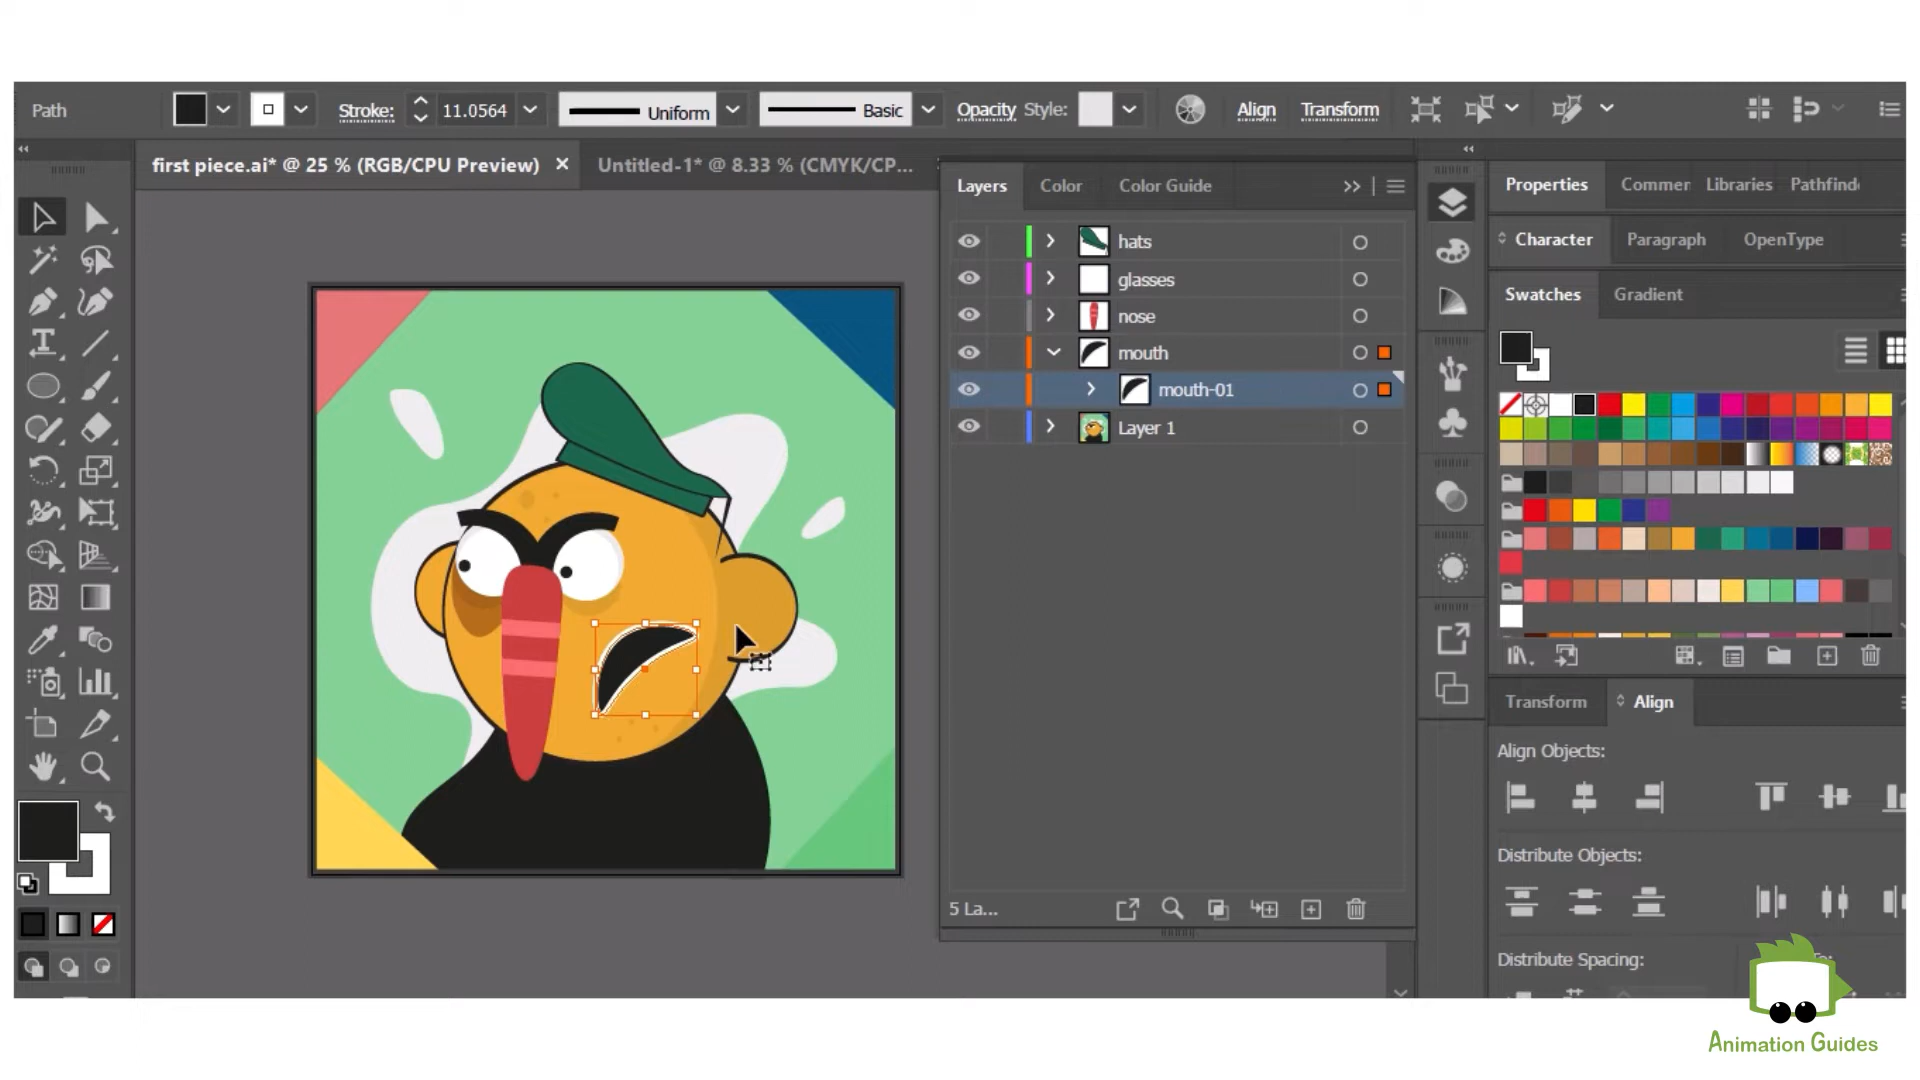 Path
Stroke:
11.0564
Uniform
Basic
Opacity
Style:
Align
Transform
first piece.ai* @ 25 % (RGB/CPU Preview)
Untitled-1* @ 8.33 % (CMYK/CP...
Layers
Color
Color Guide
hats
glasses
nose
mouth
mouth-01
Layer 1
5 La...
Properties
Commer
Libraries
Pathfind
Character
Paragraph
OpenType
Swatches
Gradient
Transform
Align
Align Objects:
Distribute Objects:
Distribute Spacing:
To:
Animation Guides